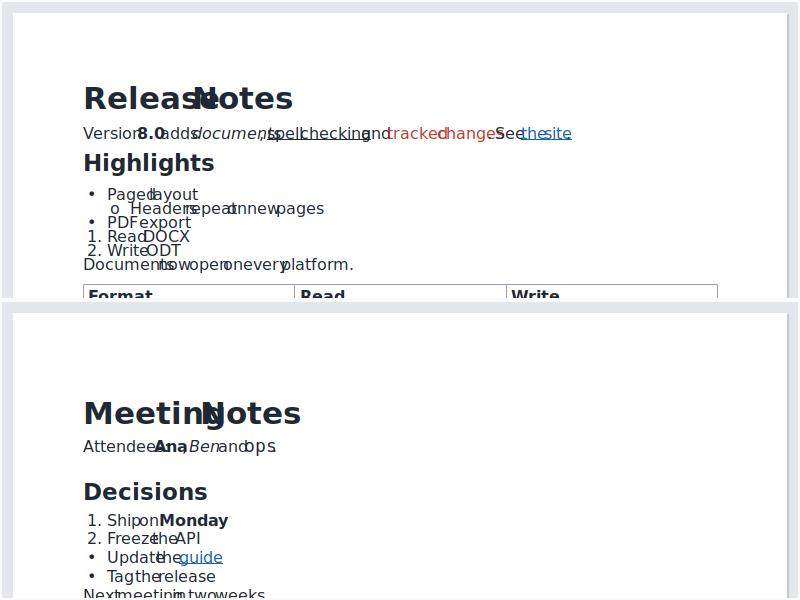 Release Notes
Version 8.0 adds documents, spell checking and tracked changes. See the site
Highlights
• Paged layout
o Headers repeat on new pages
• PDF export
1. Read DOCX
2. Write ODT
Documents now open on every platform.
Format Read Write
Meeting Notes
Attendees: Ana, Ben and ops.
Decisions
1. Ship on Monday
2. Freeze the API
• Update the guide
• Tag the release
Next meeting in two weeks